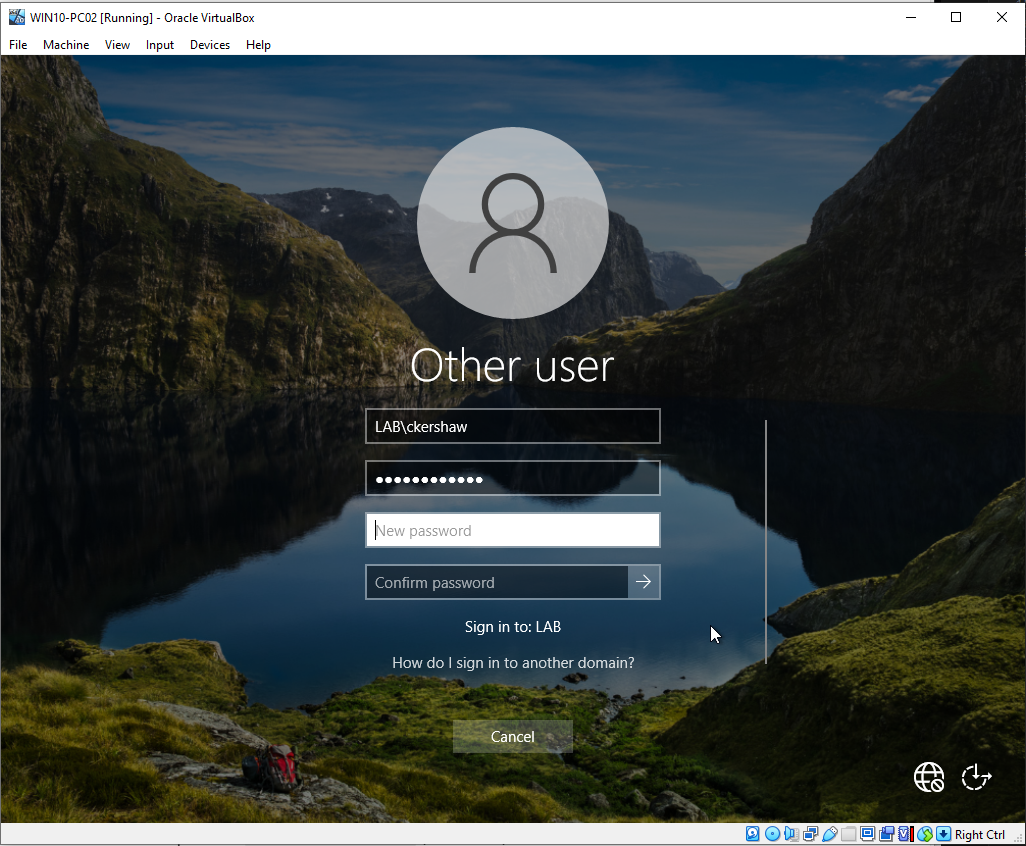 WIN10-PC02 [Running] - Oracle VirtualBox
File Machine View Input Devices Help
Other user
LAB\ckershaw
●●●●●●●●●●●●
New password
Confirm password
Sign in to: LAB
How do I sign in to another domain?
Cancel
Right Ctrl